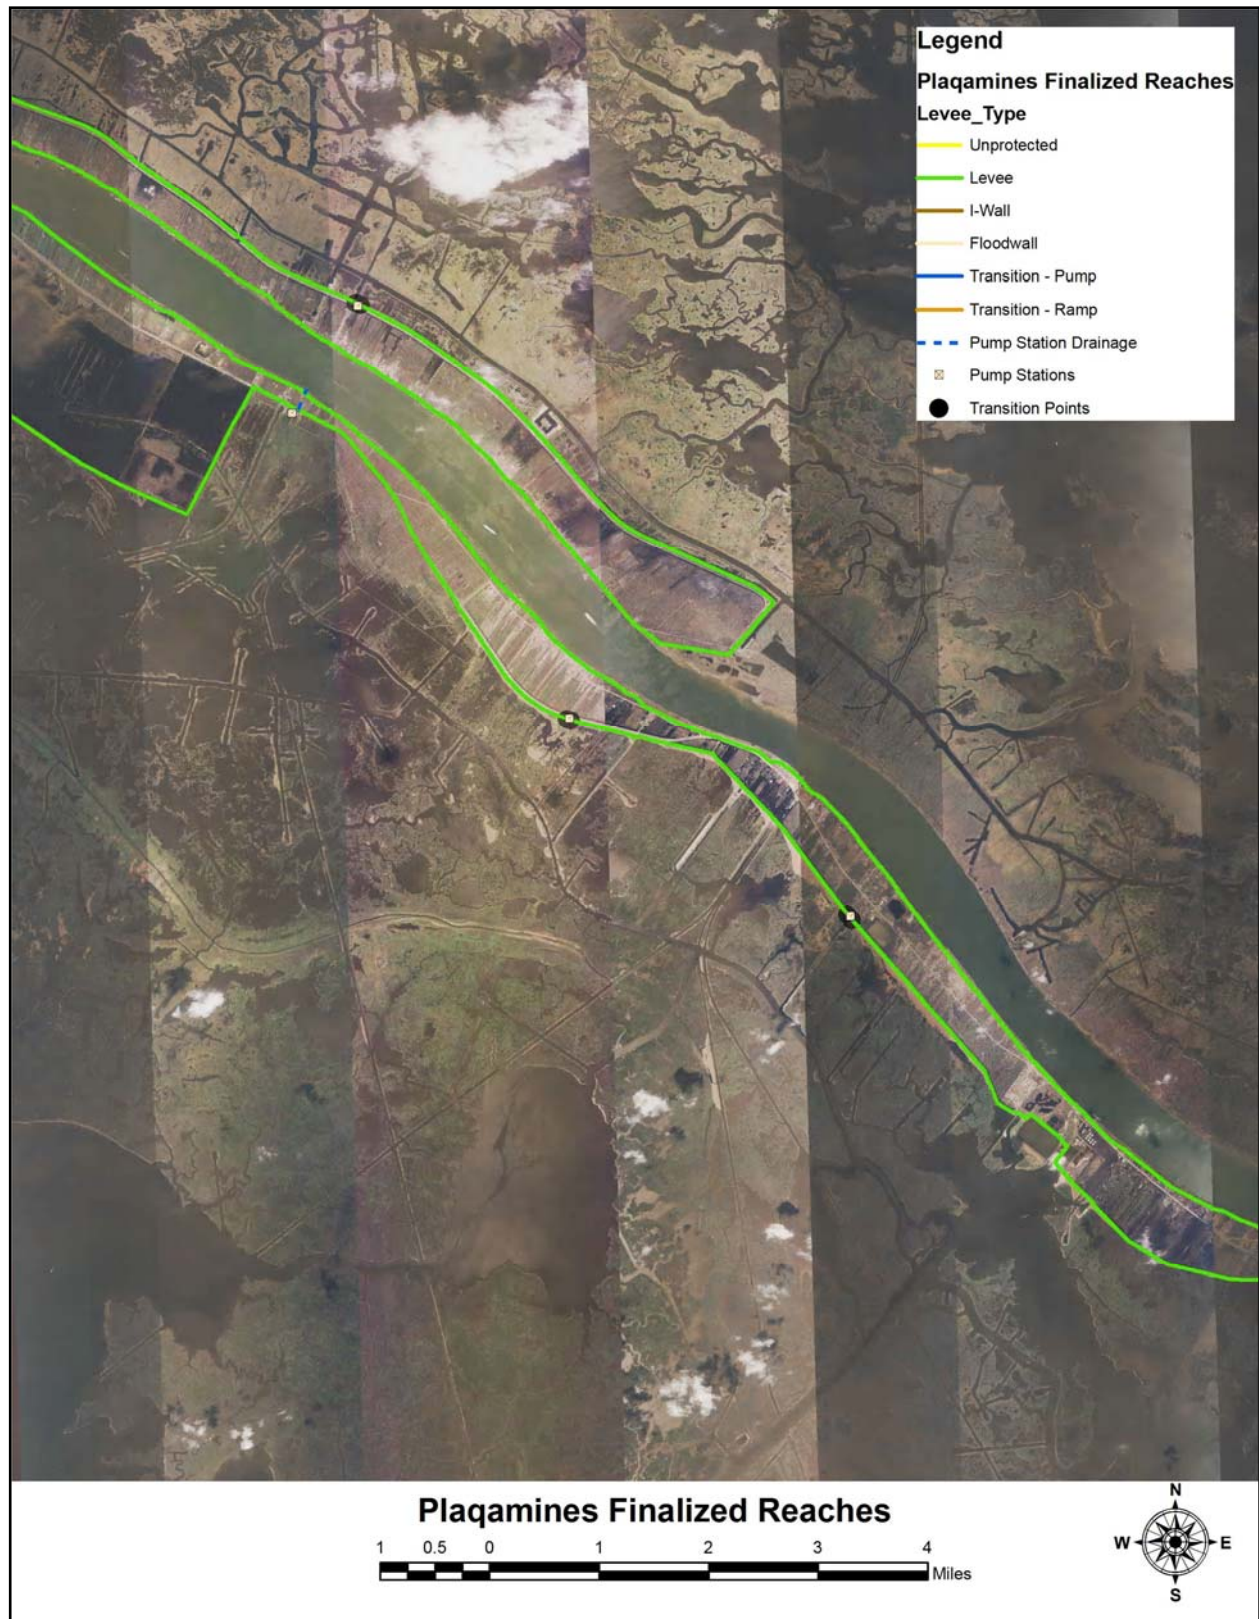 Legend
Plaqamines Finalized Reaches
Levee_Type
Unprotected
Levee
I-Wall
Floodwall
Transition - Pump
Transition - Ramp
Pump Station Drainage
Pump Stations
Transition Points
Plaqamines Finalized Reaches
1 0.5 0 1 2 3 4
Miles
N
W E
S